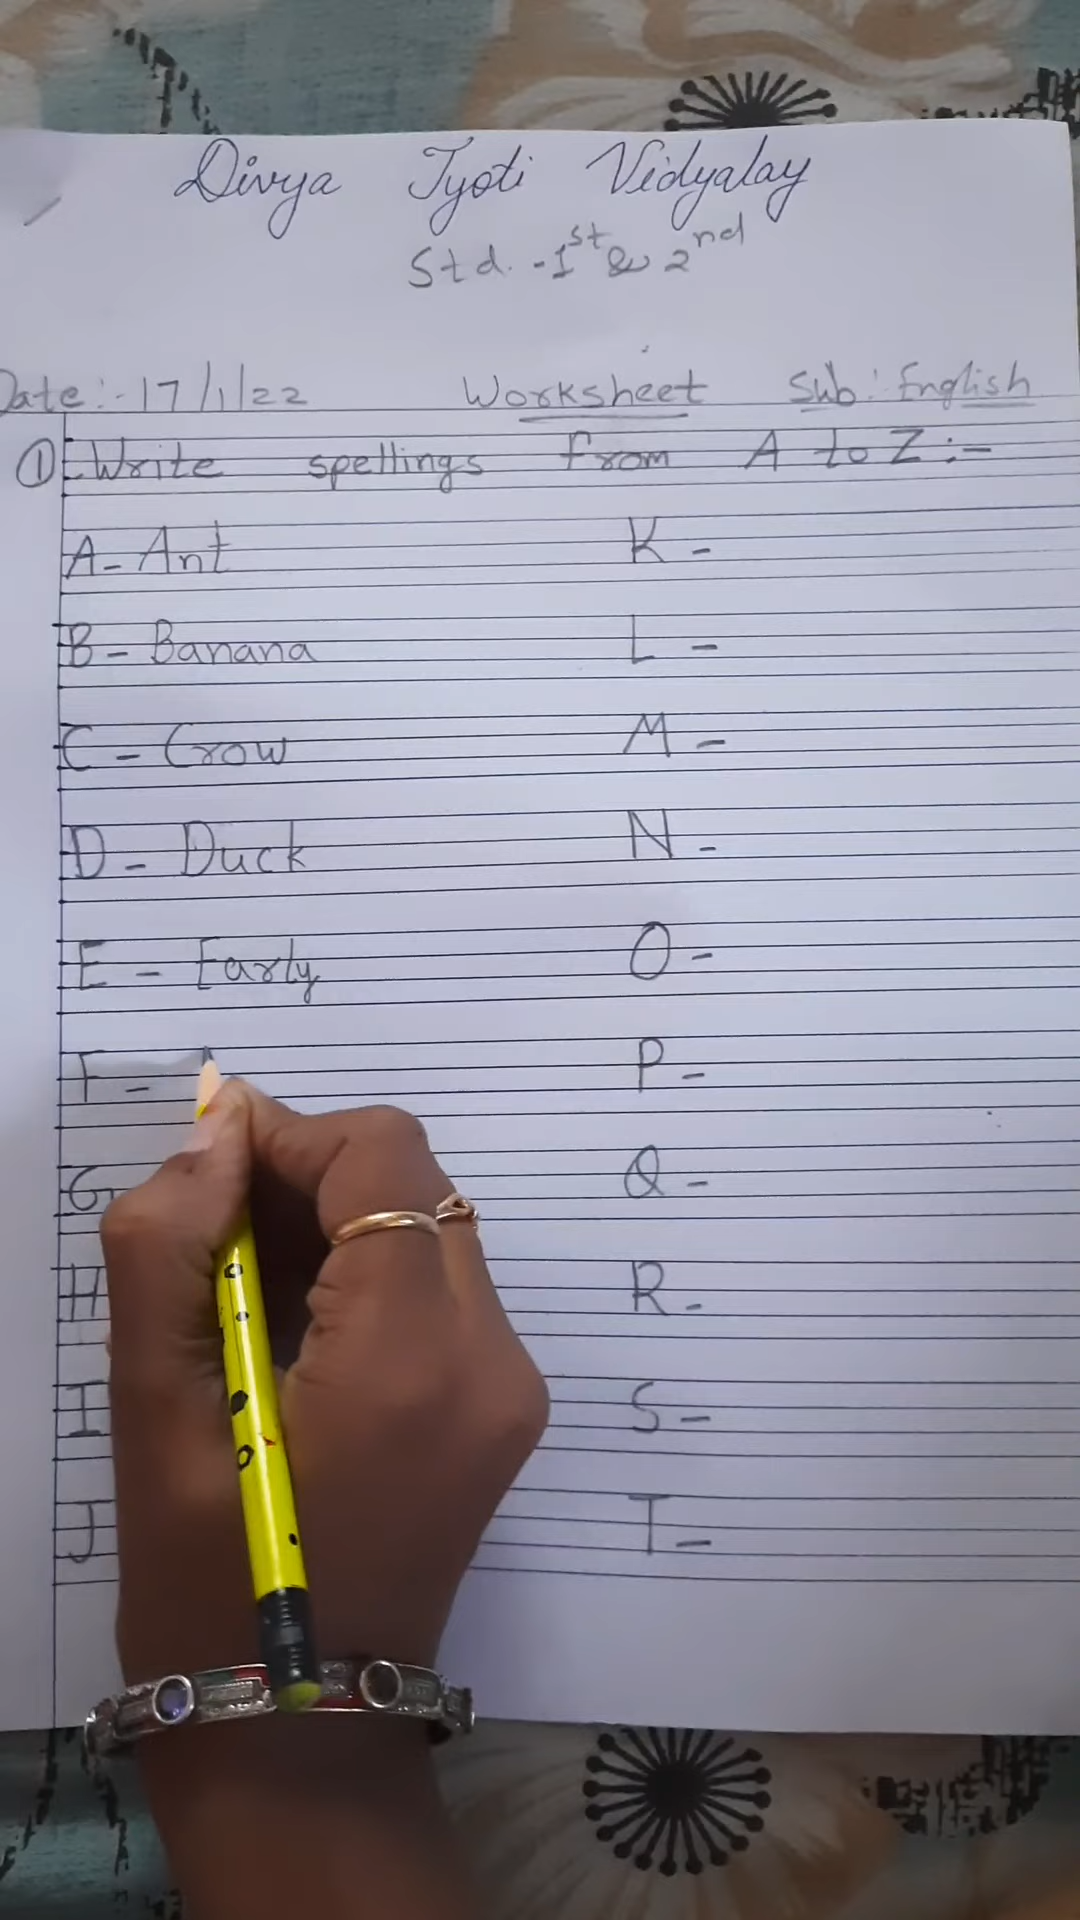 Divya Jyoti Vidyalay
Std. - 1st & 2nd
Date:- 17/1/22 Worksheet Sub: English
① Write spellings from A to Z :-
A - Ant K -
B - Banana L -
C - Crow M -
D - Duck N -
E - Early O -
F - P -
G Q -
H R -
I S -
J T -